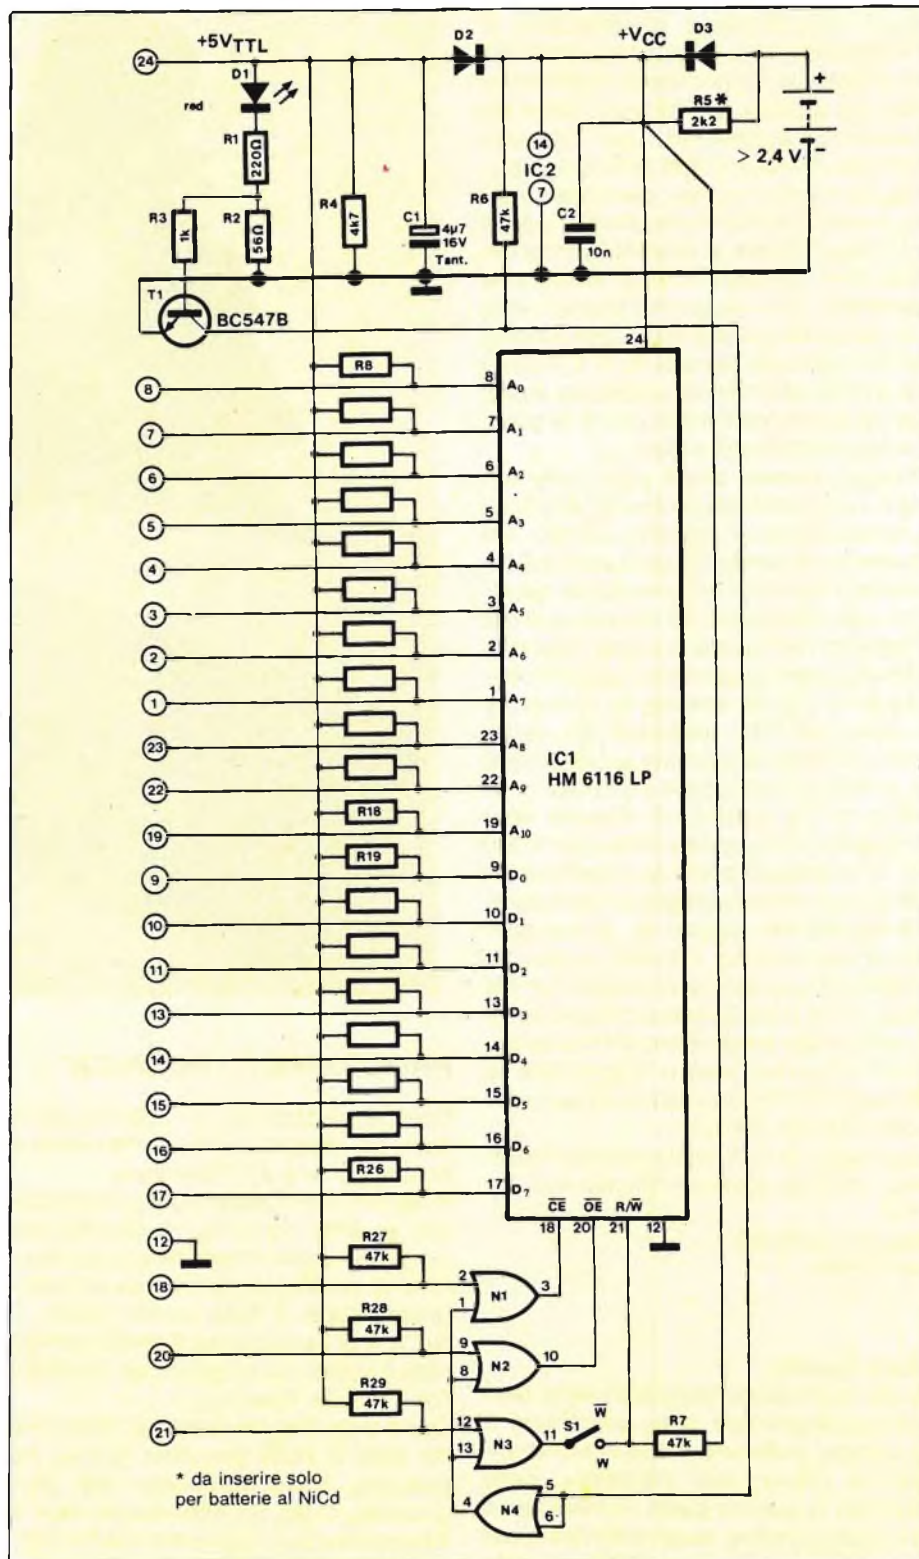 +5VTTL
D2
+VCC
D3
24
D1
red
R1
220Ω
R3
1k
R2
56Ω
R4
4k7
C1
4µ7
16V
Tant.
R6
47k
14
IC2
7
C2
10n
R5*
2k2
+
-
> 2,4 V
T1
BC547B
24
8
R8
8 A0
7
7 A1
6
6 A2
5
5 A3
4
4 A4
3
3 A5
2
2 A6
1
1 A7
23
23 A8
IC1
HM 6116 LP
22
22 A9
19
R18
19 A10
9
R19
9 D0
10
10 D1
11
11 D2
13
13 D3
14
14 D4
15
15 D5
16
16 D6
17
R26
17 D7
C̅E̅ O̅E̅ R/W̅
18 20 21 12
12
18
R27
47k
2
1
N1
3
20
R28
47k
9
8
N2
10
21
R29
47k
12
13
N3
11
S1
W̅
W
R7
47k
4
N4
5
6
* da inserire solo
per batterie al NiCd